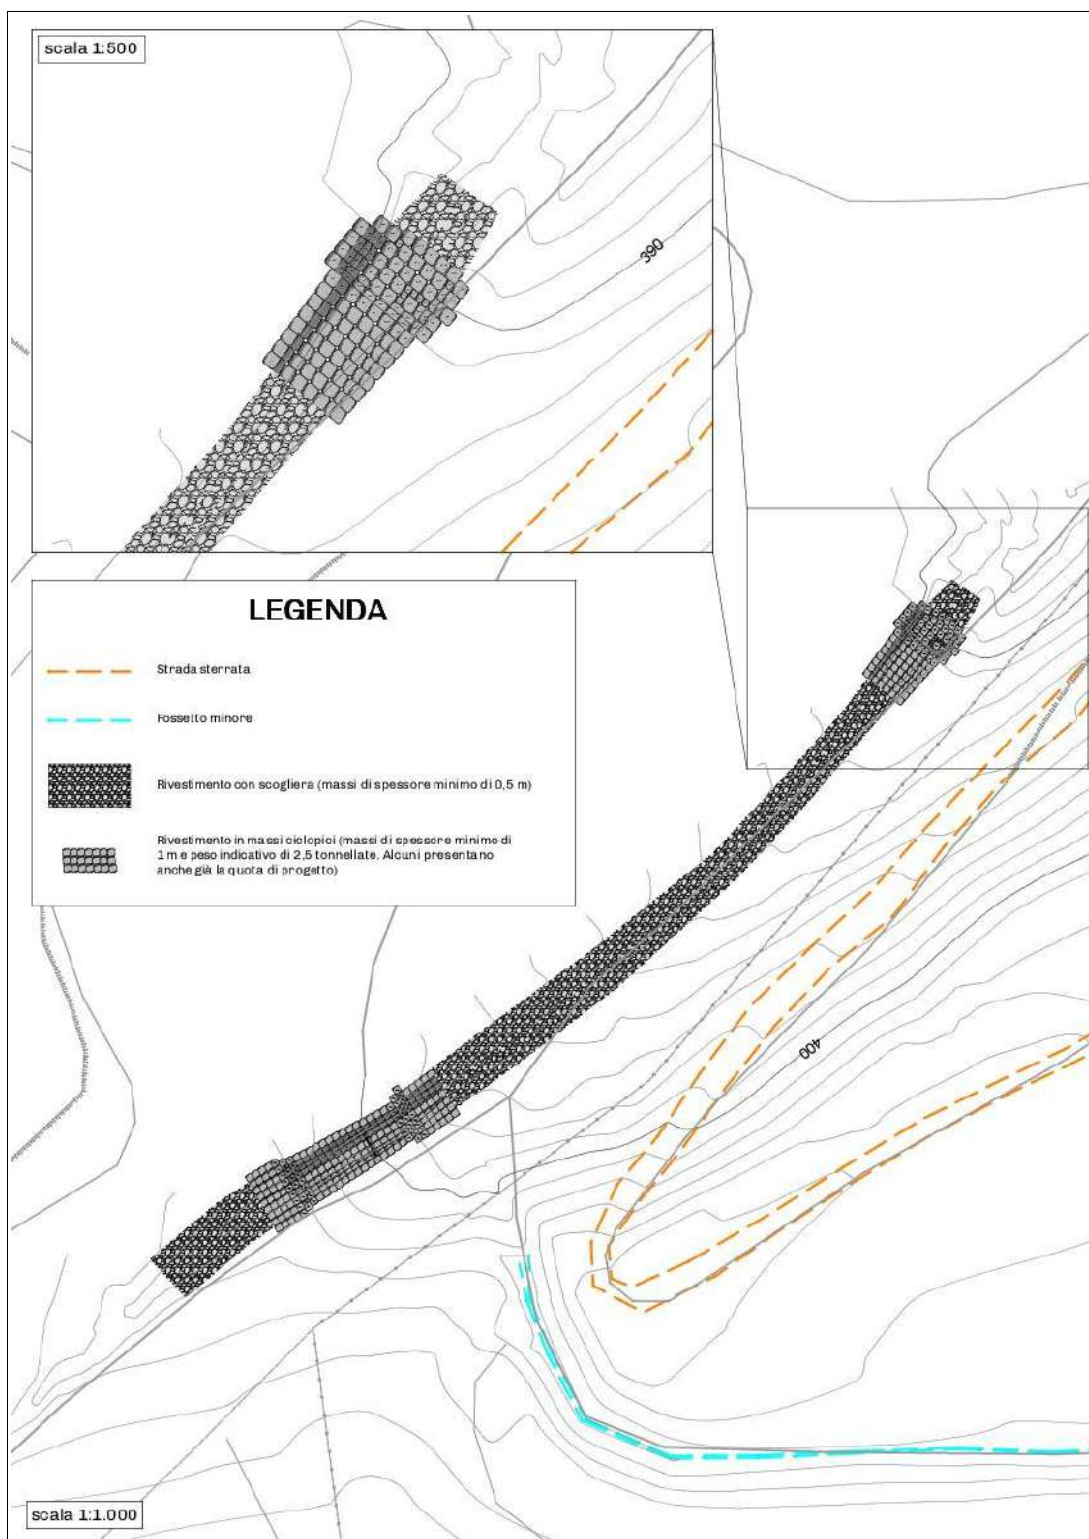 scala 1:500
390
LEGENDA
Strada sterrata
Fossetto minore
Rivestimento con scogliera (massi di spessore minimo di 0,5 m)
Rivestimento in massi ciclopici (massi di spessore minimo di
1 m e peso indicativo di 2,5 tonnellate. Alcuni presentano
anche già la quota di progetto)
400
scala 1:1.000